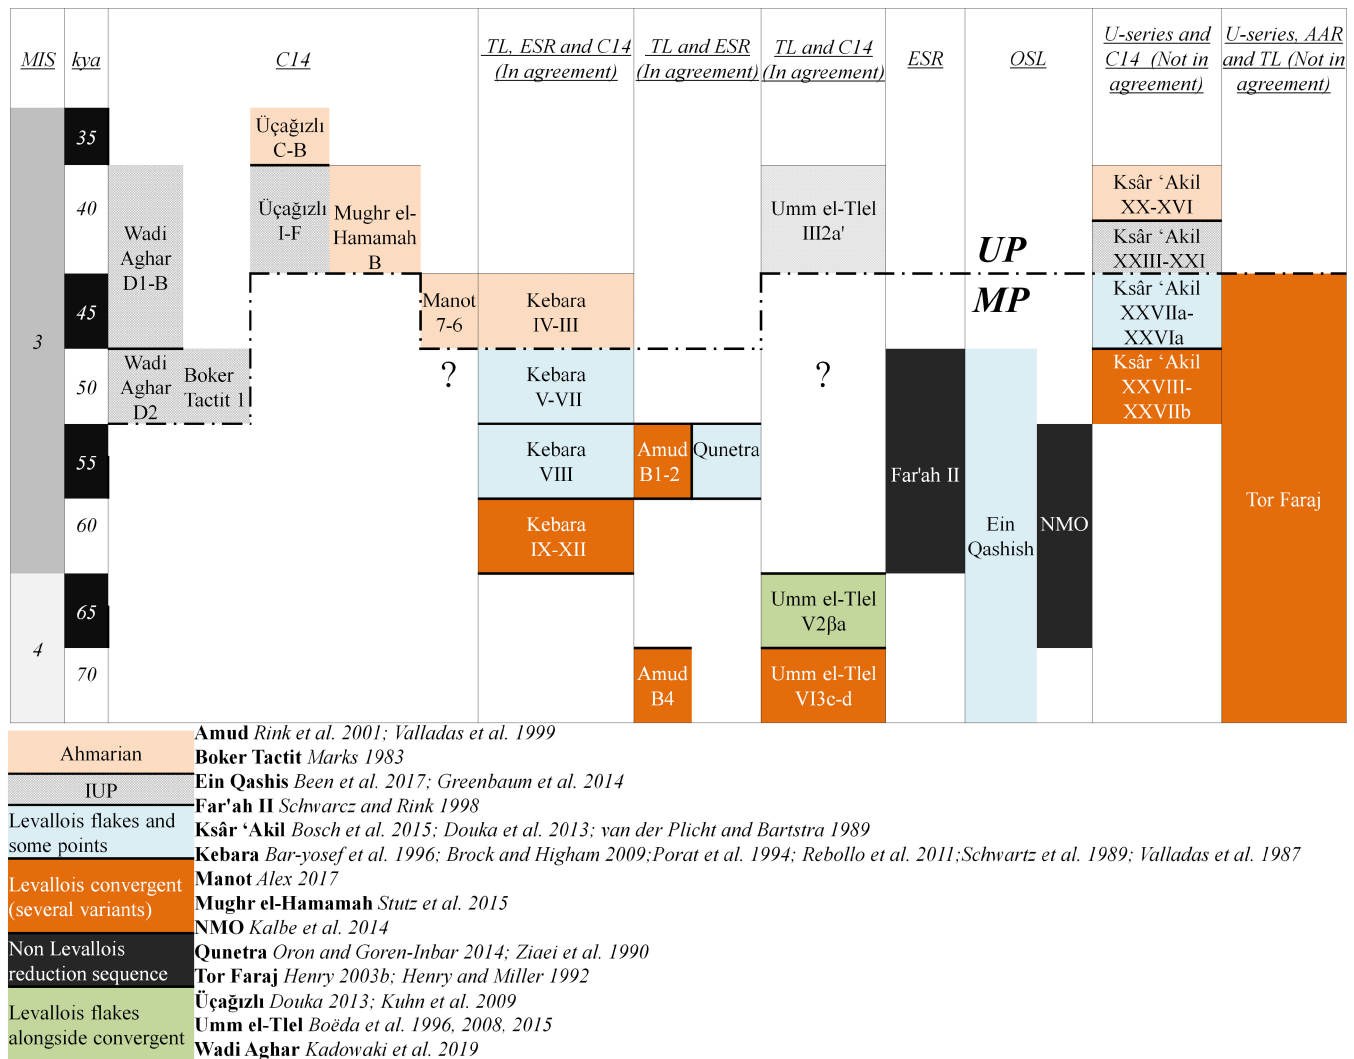 MIS
kya
C14
TL, ESR and C14
(In agreement)
TL and ESR
(In agreement)
TL and C14
(In agreement)
ESR
OSL
U-series and
C14 (Not in
agreement)
U-series, AAR
and TL (Not in
agreement)
3
4
35
40
45
50
55
60
65
70
Wadi
Aghar
D1-B
Wadi
Aghar
D2
Boker
Tactit 1
Üçağızlı
C-B
Üçağızlı
I-F
Mughr el-
Hamamah
B
Manot
7-6
?
Kebara
IV-III
Kebara
V-VII
Kebara
VIII
Kebara
IX-XII
Amud
B1-2
Qunetra
Amud
B4
Umm el-Tlel
III2a'
?
Umm el-Tlel
V2βa
Umm el-Tlel
VI3c-d
Far'ah II
UP
MP
Ein
Qashish
NMO
Ksâr ‘Akil
XX-XVI
Ksâr ‘Akil
XXIII-XXI
Ksâr ‘Akil
XXVIIa-
XXVIa
Ksâr ‘Akil
XXVIII-
XXVIIb
Tor Faraj
Ahmarian
IUP
Levallois flakes and
some points
Levallois convergent
(several variants)
Non Levallois
reduction sequence
Levallois flakes
alongside convergent
Amud Rink et al. 2001; Valladas et al. 1999
Boker Tactit Marks 1983
Ein Qashis Been et al. 2017; Greenbaum et al. 2014
Far'ah II Schwarcz and Rink 1998
Ksâr ‘Akil Bosch et al. 2015; Douka et al. 2013; van der Plicht and Bartstra 1989
Kebara Bar-yosef et al. 1996; Brock and Higham 2009;Porat et al. 1994; Rebollo et al. 2011;Schwartz et al. 1989; Valladas et al. 1987
Manot Alex 2017
Mughr el-Hamamah Stutz et al. 2015
NMO Kalbe et al. 2014
Qunetra Oron and Goren-Inbar 2014; Ziaei et al. 1990
Tor Faraj Henry 2003b; Henry and Miller 1992
Üçağızlı Douka 2013; Kuhn et al. 2009
Umm el-Tlel Boëda et al. 1996, 2008, 2015
Wadi Aghar Kadowaki et al. 2019